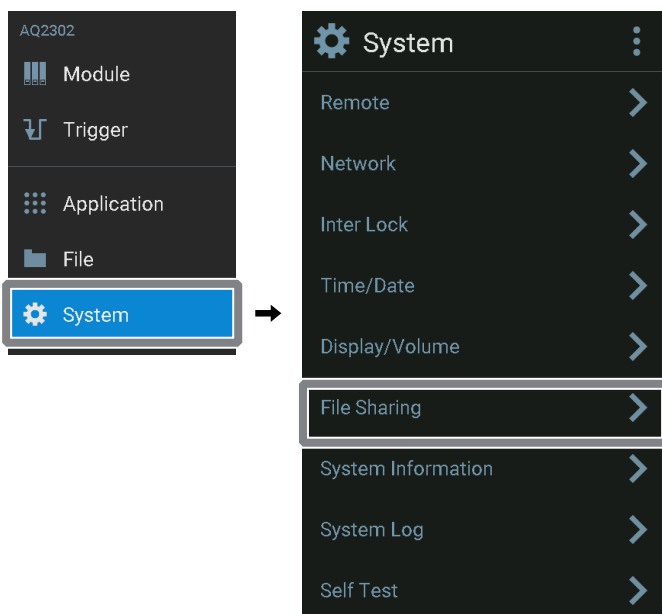 AQ2302
Module
Trigger
Application
File
System
System
Remote
Network
Inter Lock
Time/Date
Display/Volume
File Sharing
System Information
System Log
Self Test